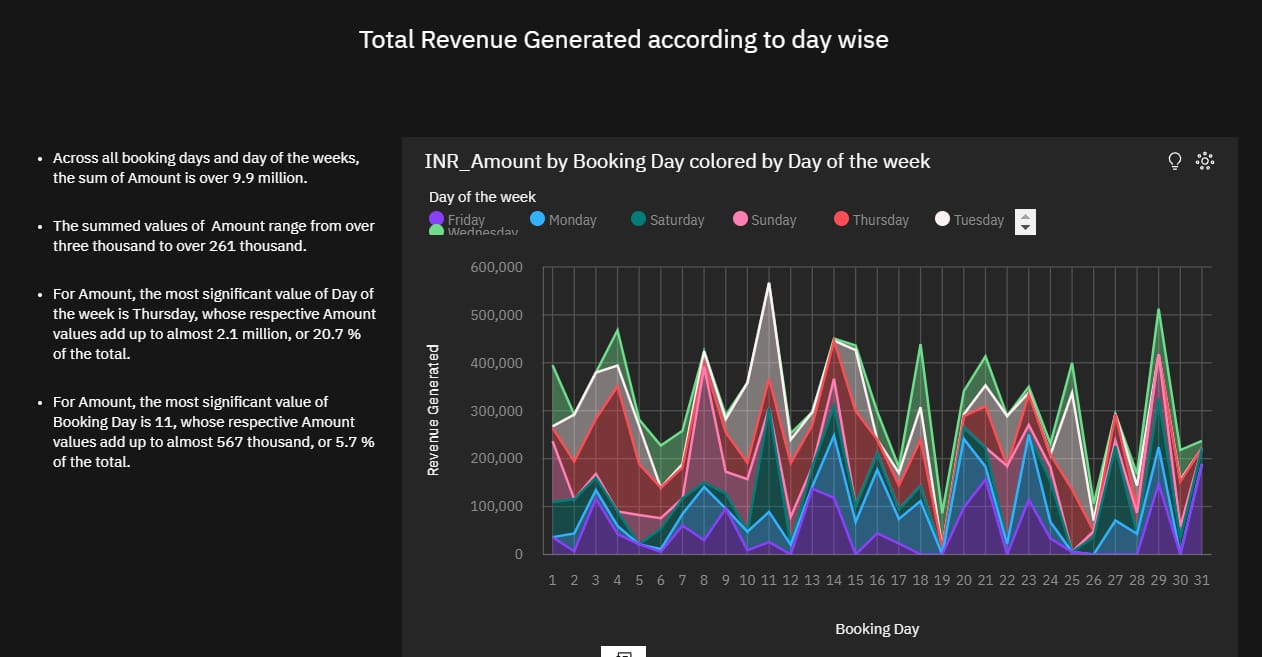 Total Revenue Generated according to day wise
• Across all booking days and day of the weeks,
the sum of Amount is over 9.9 million.
• The summed values of Amount range from over
three thousand to over 261 thousand.
• For Amount, the most significant value of Day of
the week is Thursday, whose respective Amount
values add up to almost 2.1 million, or 20.7 %
of the total.
• For Amount, the most significant value of
Booking Day is 11, whose respective Amount
values add up to almost 567 thousand, or 5.7 %
of the total.
INR_Amount by Booking Day colored by Day of the week
Day of the week
Friday Monday Saturday Sunday Thursday Tuesday
Wednesday
600,000
500,000
400,000
300,000
200,000
100,000
0
Revenue Generated
1 2 3 4 5 6 7 8 9 10 11 12 13 14 15 16 17 18 19 20 21 22 23 24 25 26 27 28 29 30 31
Booking Day